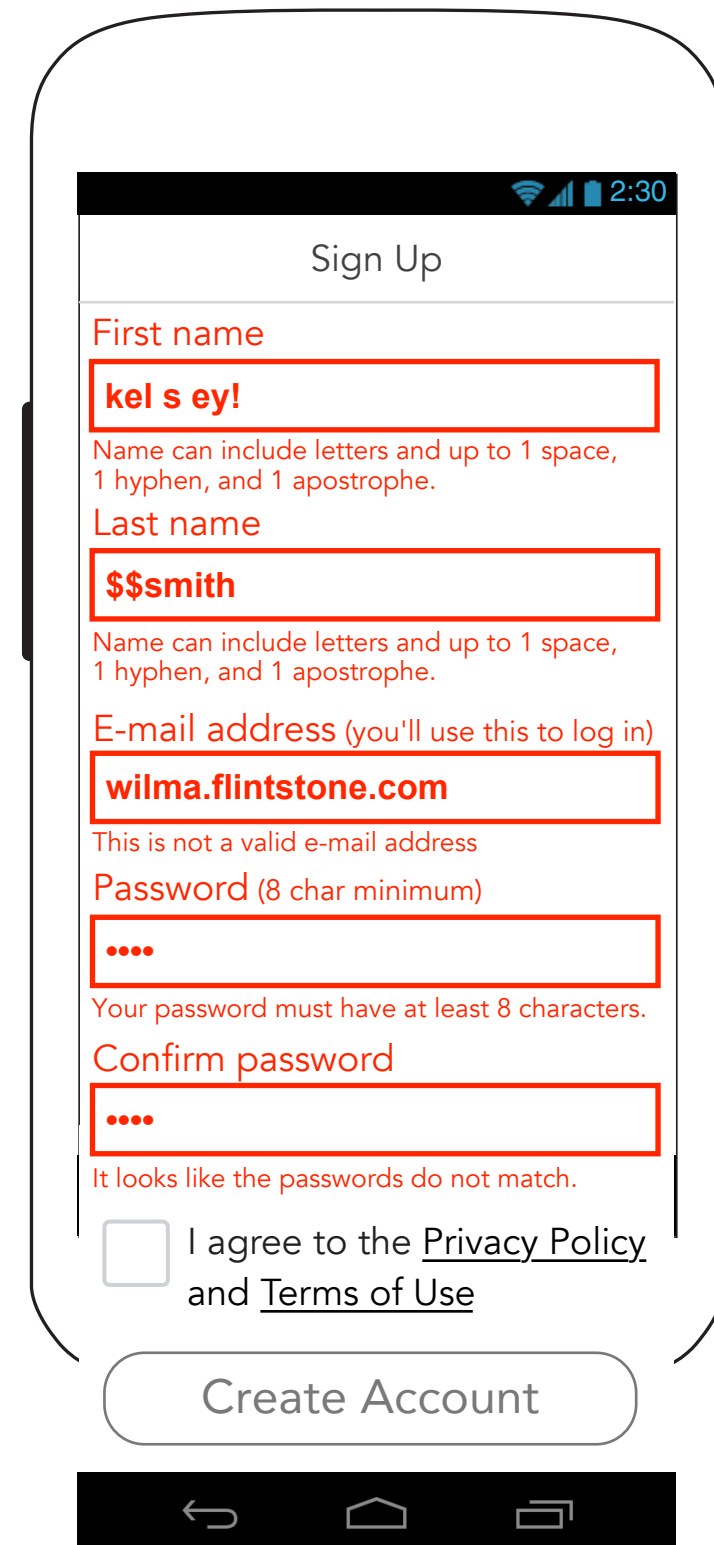 2:30
Sign Up
First name
kel s ey!
Name can include letters and up to 1 space,
1 hyphen, and 1 apostrophe.
Last name
$$smith
Name can include letters and up to 1 space,
1 hyphen, and 1 apostrophe.
E-mail address (you'll use this to log in)
wilma.flintstone.com
This is not a valid e-mail address
Password (8 char minimum)
••••
Your password must have at least 8 characters.
Confirm password
••••
It looks like the passwords do not match.
I agree to the Privacy Policy
and Terms of Use
Create Account